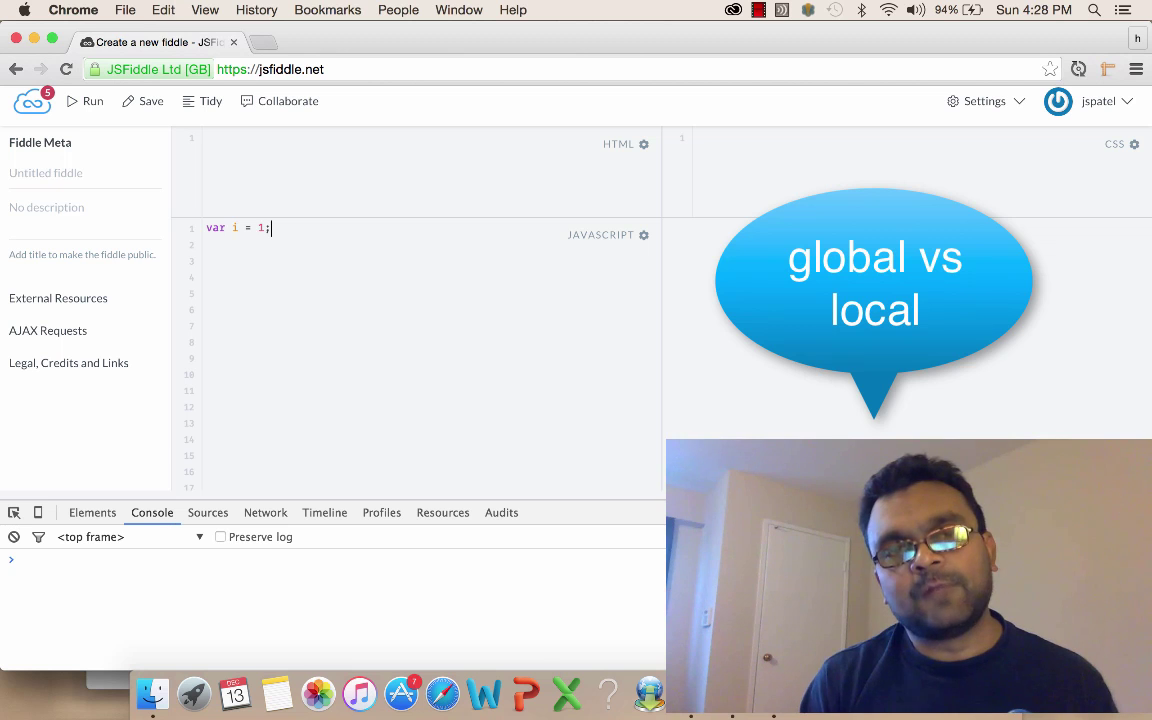 Chrome File Edit View History Bookmarks People Window Help 94% Sun 4:28 PM
Create a new fiddle - JSFi
h
JSFiddle Ltd [GB] https://jsfiddle.net
5 Run Save Tidy Collaborate Settings jspatel
Fiddle Meta
Untitled fiddle
No description
Add title to make the fiddle public.
External Resources
AJAX Requests
Legal, Credits and Links
1 HTML
1 CSS
JAVASCRIPT
1 var i = 1;
2
3
4
5
6
7
8
9
10
11
12
13
14
15
16
17
global vs
local
Elements Console Sources Network Timeline Profiles Resources Audits
<top frame> Preserve log
DEC
13
7
W P X ?